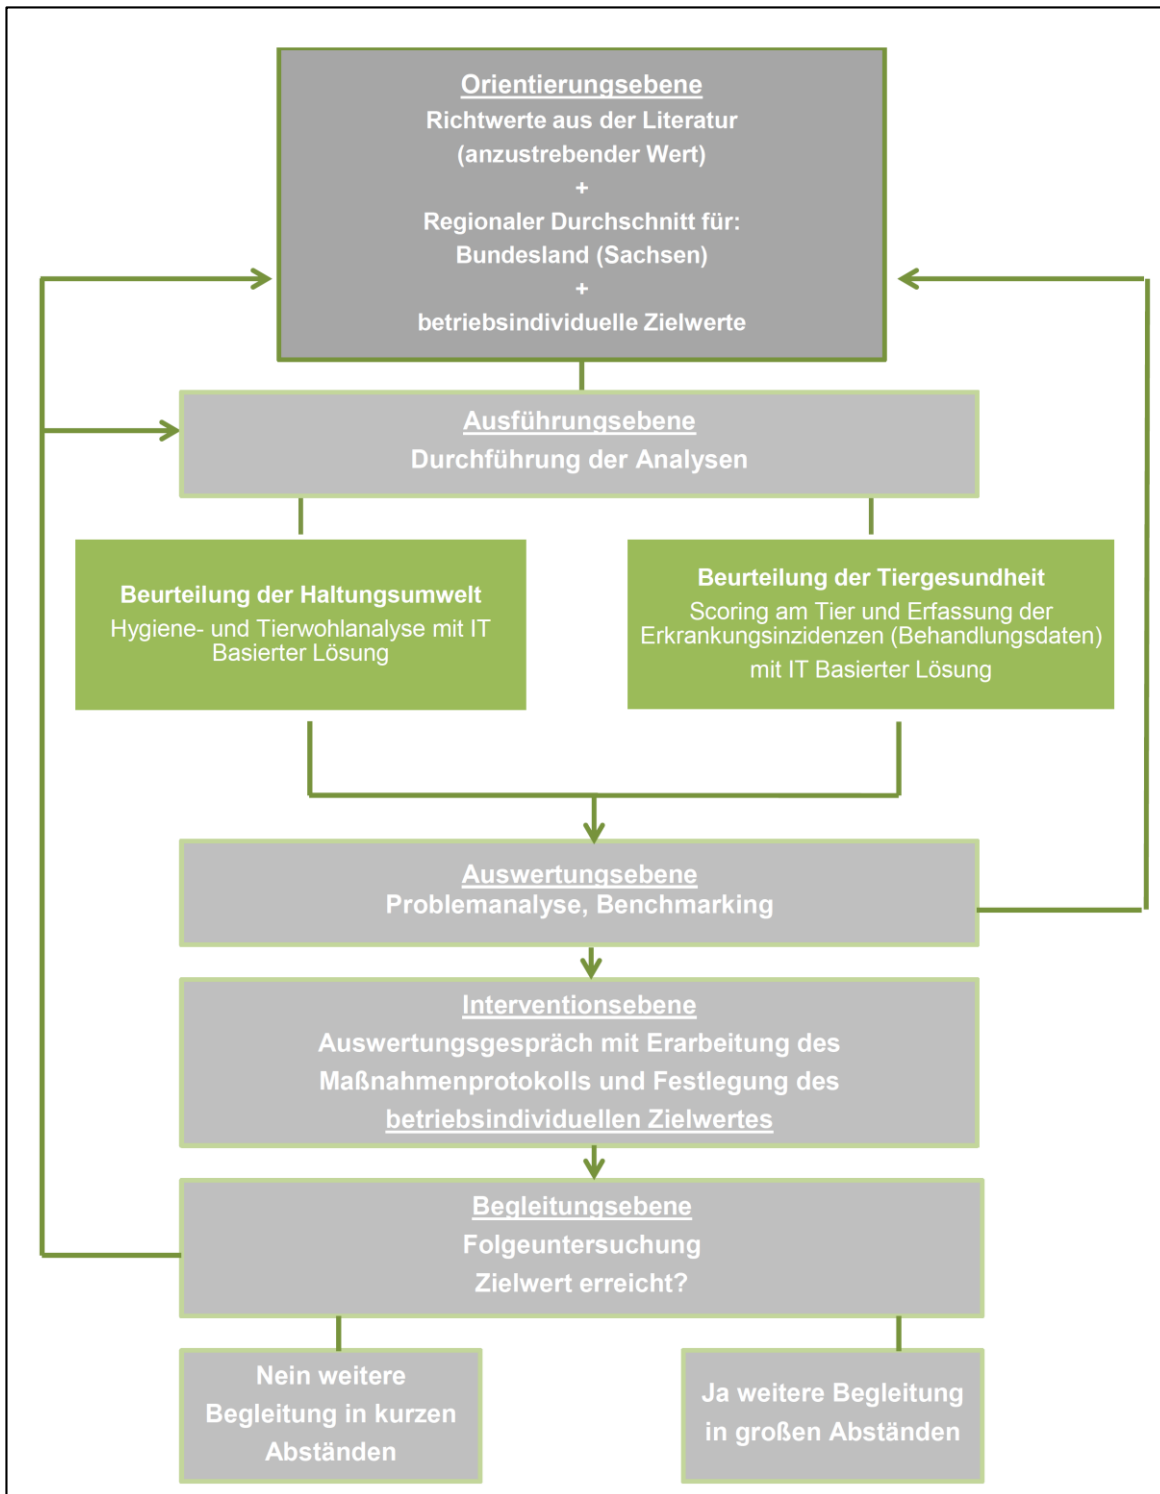 Orientierungsebene
Richtwerte aus der Literatur
(anzustrebender Wert)
+
Regionaler Durchschnitt für:
Bundesland (Sachsen)
+
betriebsindividuelle Zielwerte
Ausführungsebene
Durchführung der Analysen
Beurteilung der Haltungsumwelt
Hygiene- und Tierwohlanalyse mit IT
Basierter Lösung
Beurteilung der Tiergesundheit
Scoring am Tier und Erfassung der
Erkrankungsinzidenzen (Behandlungsdaten)
mit IT Basierter Lösung
Auswertungsebene
Problemanalyse, Benchmarking
Interventionsebene
Auswertungsgespräch mit Erarbeitung des
Maßnahmenprotokolls und Festlegung des
betriebsindividuellen Zielwertes
Begleitungsebene
Folgeuntersuchung
Zielwert erreicht?
Nein weitere
Begleitung in kurzen
Abständen
Ja weitere Begleitung
in großen Abständen